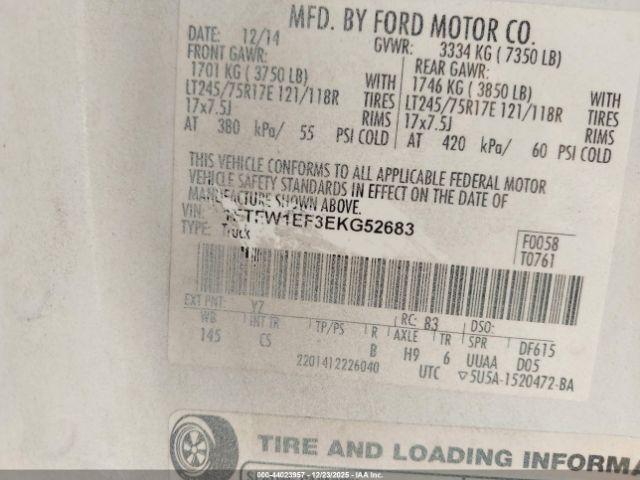 MFD. BY FORD MOTOR CO.
DATE: 12/14 GVWR: 3334 KG ( 7350 LB)
FRONT GAWR: REAR GAWR:
1701 KG ( 3750 LB) WITH 1746 KG ( 3850 LB) WITH
LT245/75R17E 121/118R TIRES LT245/75R17E 121/118R TIRES
17x7.5J RIMS 17x7.5J RIMS
AT 380 kPa/ 55 PSI COLD AT 420 kPa/ 60 PSI COLD
THIS VEHICLE CONFORMS TO ALL APPLICABLE FEDERAL MOTOR
VEHICLE SAFETY STANDARDS IN EFFECT ON THE DATE OF
MANUFACTURE SHOWN ABOVE.
VIN: 1FTFW1EF3EKG52683
TYPE: Truck
F0058
T0761
EXT PNT: YZ RC: 83 DSO:
WB INT TR TP/PS R AXLE TR SPR DF615
145 CS B H9 6 UUAA D05
2201412226040 UTC ▽5U5A-1520472-BA
TIRE AND LOADING INFORMA
000-44023957 - 12/23/2025 - IAA Inc.